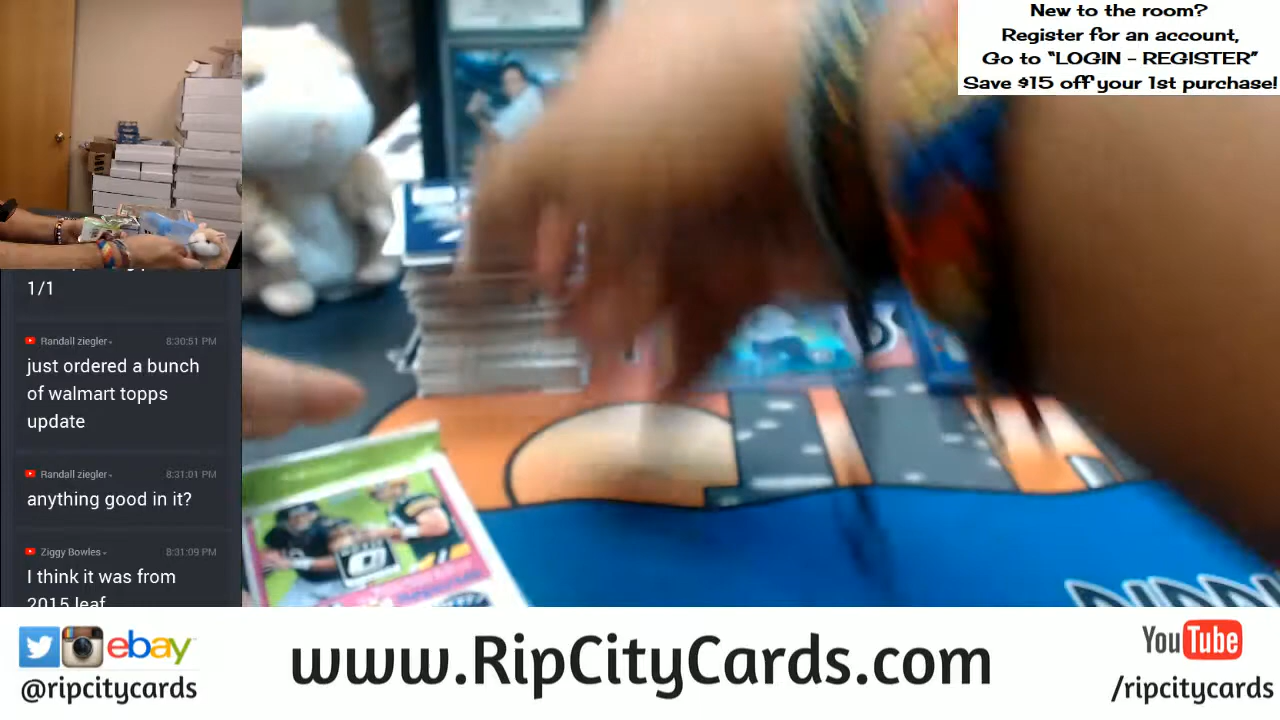 New to the room?
Register for an account,
Go to "LOGIN - REGISTER"
Save $15 off your 1st purchase!
1/1
Randall ziegler 8:30:51 PM
just ordered a bunch
of walmart topps
update
Randall ziegler 8:31:01 PM
anything good in it?
Ziggy Bowles 8:31:09 PM
I think it was from
2015 leaf
ebay
@ripcitycards
www.RipCityCards.com
YouTube
/ripcitycards